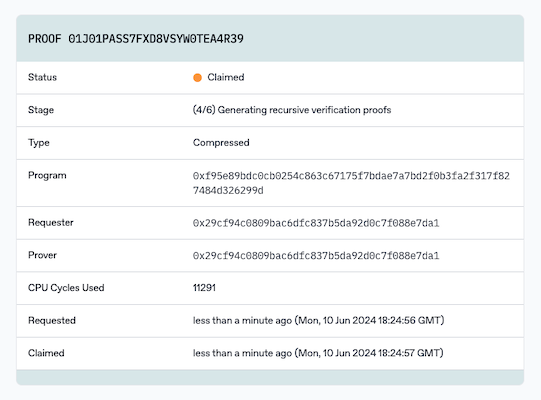 PROOF 01J01PASS7FXD8VSYW0TEA4R39
Status Claimed
Stage (4/6) Generating recursive verification proofs
Type Compressed
Program 0xf95e89bdc0cb0254c863c67175f7bdae7a7bd2f0b3fa2f317f82
7484d326299d
Requester 0x29cf94c0809bac6dfc837b5da92d0c7f088e7da1
Prover 0x29cf94c0809bac6dfc837b5da92d0c7f088e7da1
CPU Cycles Used 11291
Requested less than a minute ago (Mon, 10 Jun 2024 18:24:56 GMT)
Claimed less than a minute ago (Mon, 10 Jun 2024 18:24:57 GMT)